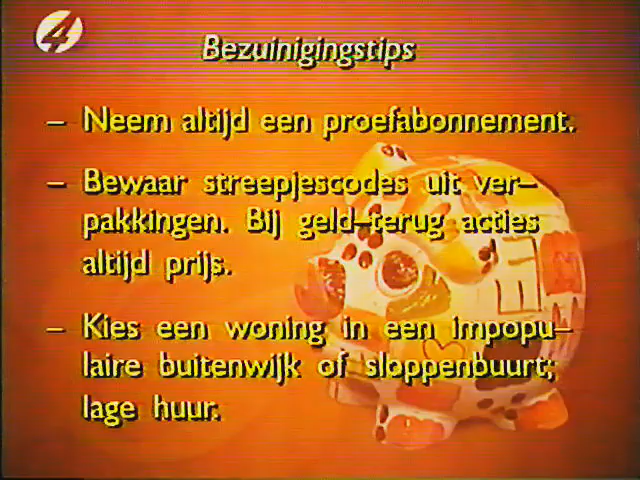 4
Bezuinigingstips
– Neem altijd een proefabonnement.
– Bewaar streepjescodes uit ver–
pakkingen. Bij geld–terug acties
altijd prijs.
– Kies een woning in een impopu–
laire buitenwijk of sloppenbuurt;
lage huur.